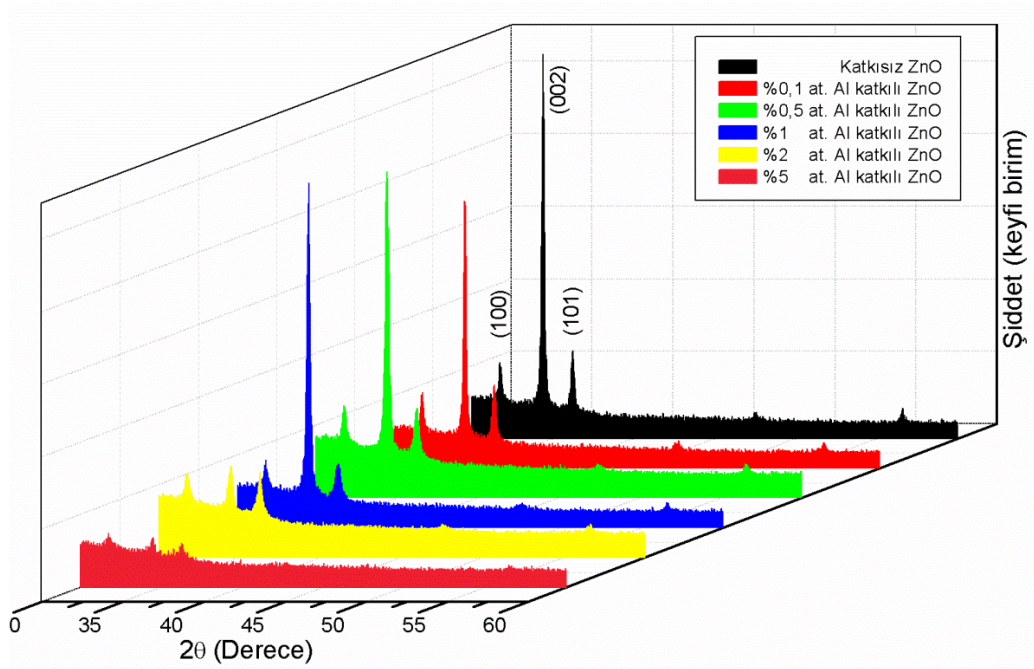 Katkısız ZnO
%0,1 at. Al katkılı ZnO
%0,5 at. Al katkılı ZnO
%1 at. Al katkılı ZnO
%2 at. Al katkılı ZnO
%5 at. Al katkılı ZnO
(002)
(100)
(101)
Şiddet (keyfi birim)
0 35 40 45 50 55 60
2θ (Derece)